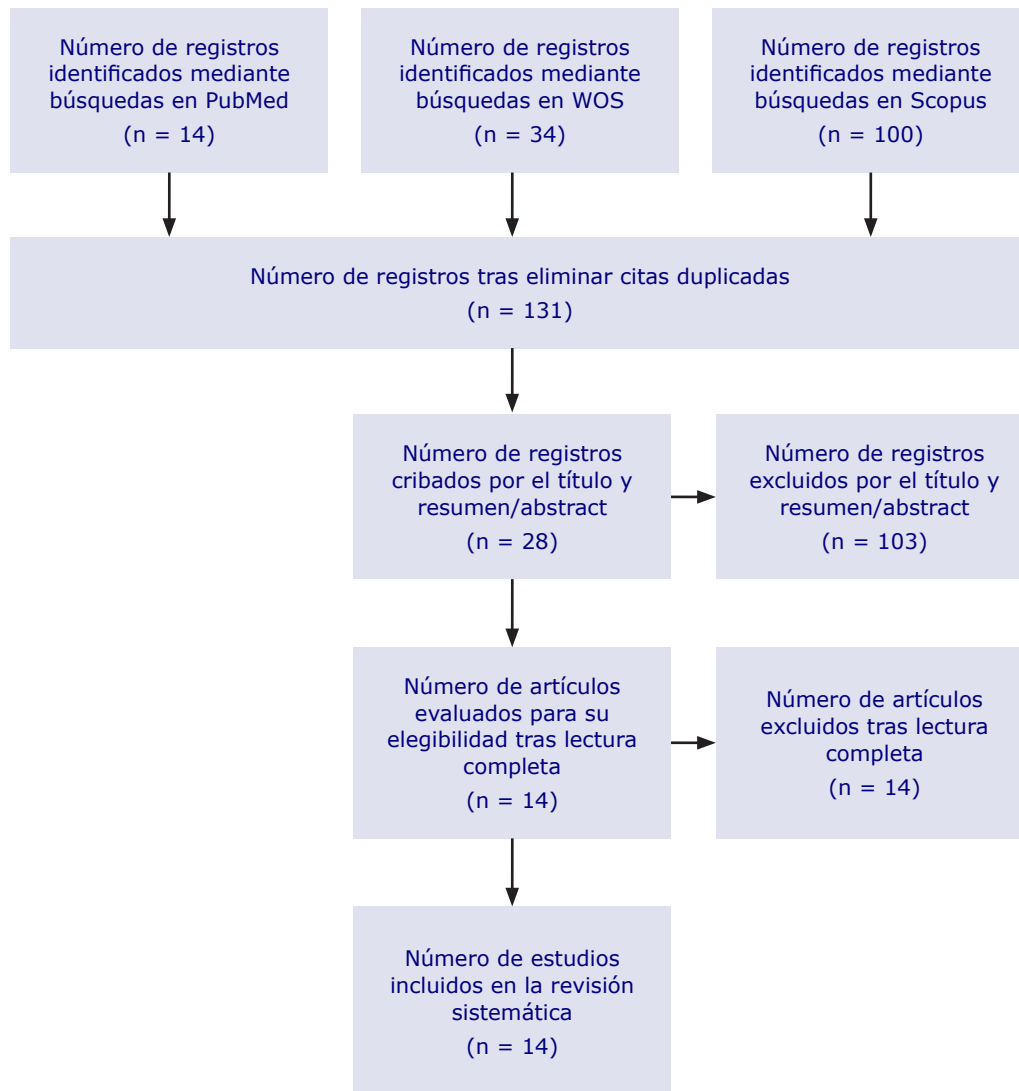 Número de registros
identificados mediante
búsquedas en PubMed
(n = 14)
Número de registros
identificados mediante
búsquedas en WOS
(n = 34)
Número de registros
identificados mediante
búsquedas en Scopus
(n = 100)
Número de registros tras eliminar citas duplicadas
(n = 131)
Número de registros
cribados por el título y
resumen/abstract
(n = 28)
Número de registros
excluidos por el título y
resumen/abstract
(n = 103)
Número de artículos
evaluados para su
elegibilidad tras lectura
completa
(n = 14)
Número de artículos
excluidos tras lectura
completa
(n = 14)
Número de estudios
incluidos en la revisión
sistemática
(n = 14)